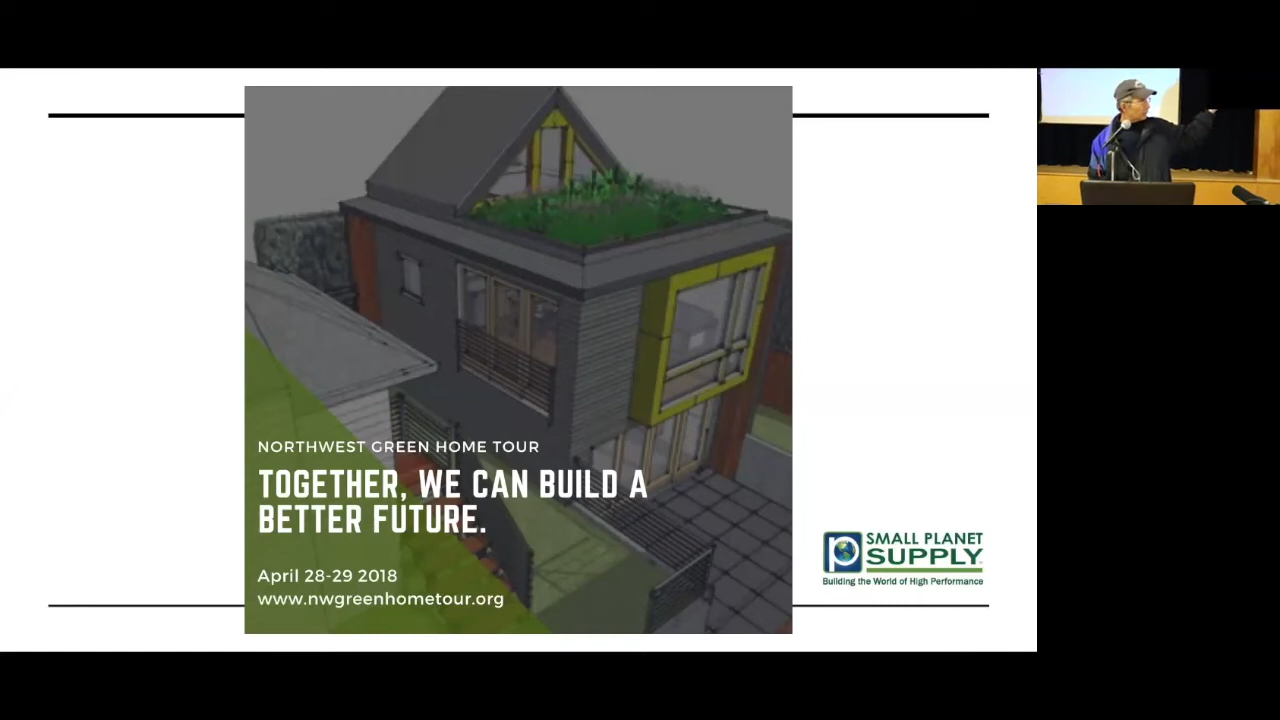 NORTHWEST GREEN HOME TOUR
TOGETHER, WE CAN BUILD A
BETTER FUTURE.
April 28-29 2018
www.nwgreenhometour.org
SMALL PLANET
SUPPLY
Building the World of High Performance